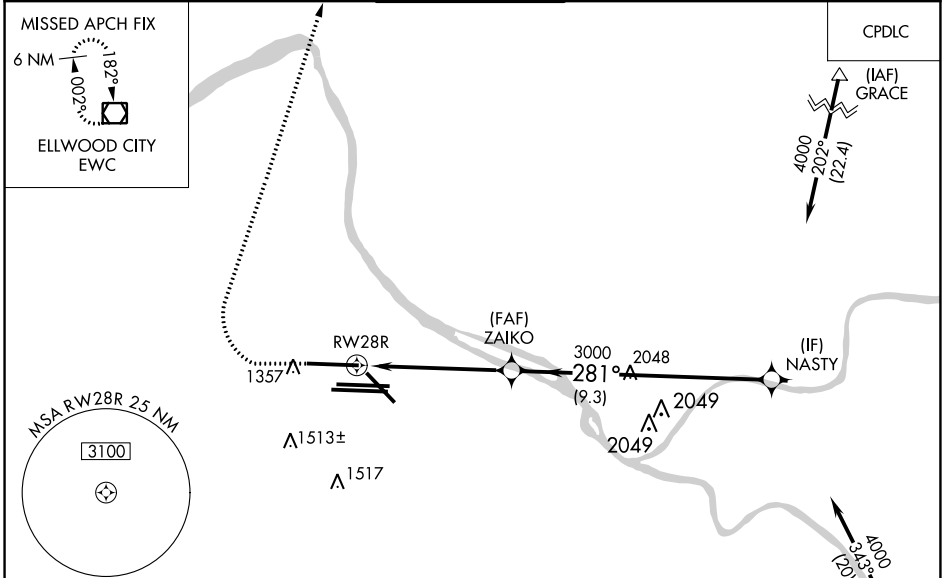 MISSED APCH FIX
6 NM
182°
002°
ELLWOOD CITY
EWC
CPDLC
(IAF)
GRACE
4000
202°
(22.4)
(FAF)
ZAIKO
RW28R
(IF)
NASTY
3000
2048
281°
(9.3)
1357
2049
2049
1513±
1517
MSA RW28R 25 NM
3100
4000
343°